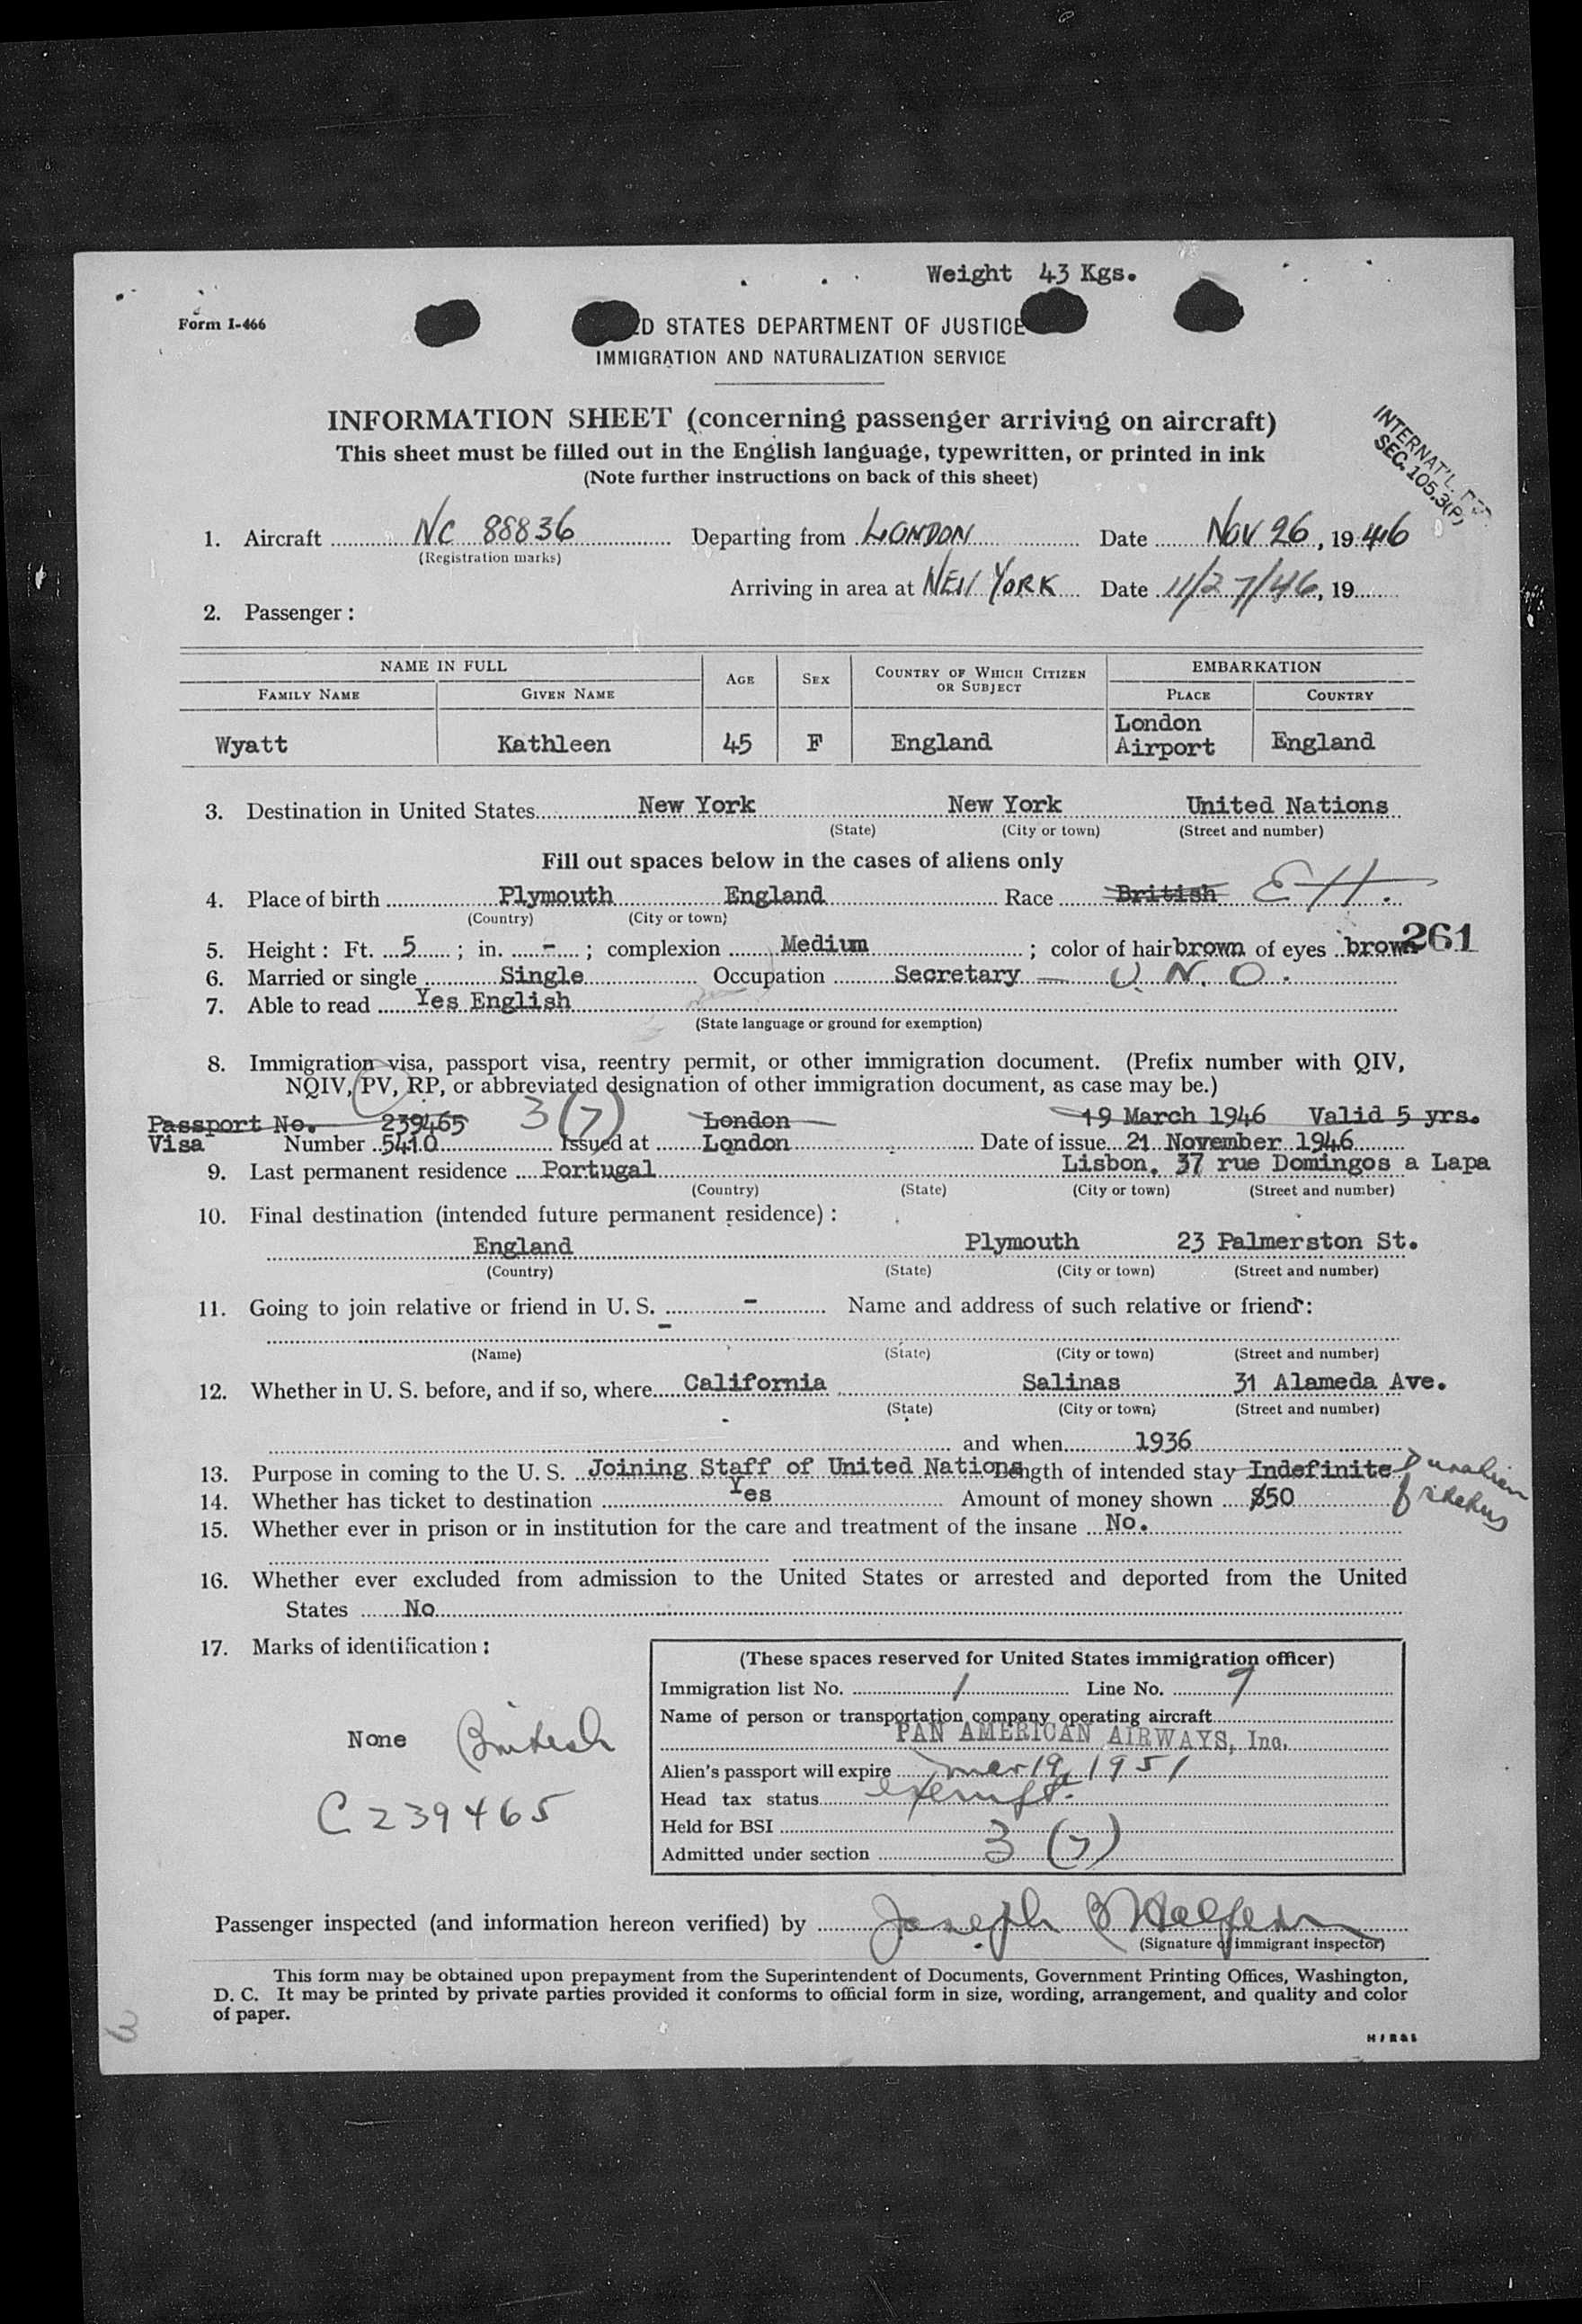 Weight 43 Kgs.
Form I-466
D STATES DEPARTMENT OF JUSTICE
IMMIGRATION AND NATURALIZATION SERVICE
INFORMATION SHEET (concerning passenger arriving on aircraft)
This sheet must be filled out in the English language, typewritten, or printed in ink
(Note further instructions on back of this sheet)
INTERNAT'L.
SEC. 105.3(P)
1. Aircraft NC 88836 Departing from LONDON Date NOV 26, 1946
(Registration marks)
Arriving in area at NEW YORK Date 11/27/46, 19
2. Passenger:
NAME IN FULL AGE SEX COUNTRY OF WHICH CITIZEN OR SUBJECT EMBARKATION
FAMILY NAME GIVEN NAME PLACE COUNTRY
Wyatt Kathleen 45 F England London Airport England
3. Destination in United States New York New York United Nations
(State) (City or town) (Street and number)
Fill out spaces below in the cases of aliens only
4. Place of birth Plymouth England Race British
(Country) (City or town)
5. Height: Ft. 5; in. -; complexion Medium; color of hair brown of eyes brown 261
6. Married or single Single Occupation Secretary — U. N. O.
7. Able to read Yes English
(State language or ground for exemption)
8. Immigration visa, passport visa, reentry permit, or other immigration document. (Prefix number with QIV,
NQIV, PV, RP, or abbreviated designation of other immigration document, as case may be.)
Passport No. 239465 3(7) London 19 March 1946 Valid 5 yrs.
Visa Number 5410 Issued at London Date of issue 21 November 1946
9. Last permanent residence Portugal Lisbon, 37 rue Domingos a Lapa
(Country) (State) (City or town) (Street and number)
10. Final destination (intended future permanent residence):
England Plymouth 23 Palmerston St.
(Country) (State) (City or town) (Street and number)
11. Going to join relative or friend in U. S. - Name and address of such relative or friend:
-
(Name) (State) (City or town) (Street and number)
12. Whether in U. S. before, and if so, where California Salinas 31 Alameda Ave.
(State) (City or town) (Street and number)
and when 1936
13. Purpose in coming to the U. S. Joining Staff of United Nations Length of intended stay Indefinite Duration
14. Whether has ticket to destination Yes Amount of money shown $50 of status
15. Whether ever in prison or in institution for the care and treatment of the insane No.
16. Whether ever excluded from admission to the United States or arrested and deported from the United
States No
17. Marks of identification:
None British
C239465
(These spaces reserved for United States immigration officer)
Immigration list No. 1 Line No. 9
Name of person or transportation company operating aircraft
PAN AMERICAN AIRWAYS, Inc.
Alien's passport will expire Mar 19, 1951
Head tax status exempt.
Held for BSI
Admitted under section 3 (7)
Passenger inspected (and information hereon verified) by Joseph B
(Signature of immigrant inspector)
This form may be obtained upon prepayment from the Superintendent of Documents, Government Printing Offices, Washington,
D. C. It may be printed by private parties provided it conforms to official form in size, wording, arrangement, and quality and color
of paper.